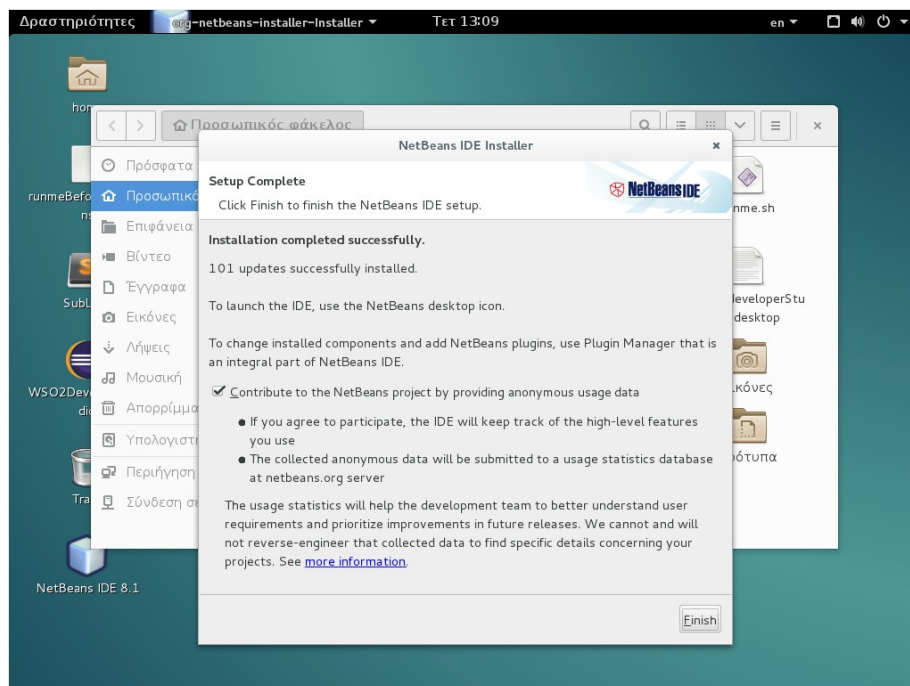 Δραστηριότητες org-netbeans-installer-Installer Τετ 13:09 en
Προσωπικός φάκελος
Πρόσφατα
Επιφάνεια
Βίντεο
Έγγραφα
Εικόνες
Λήψεις
Μουσική
Περιήγηση
Σύνδεση
NetBeans IDE 8.1
NetBeans IDE Installer
Setup Complete
Click Finish to finish the NetBeans IDE setup.
NetBeans IDE
Installation completed successfully.
101 updates successfully installed.
To launch the IDE, use the NetBeans desktop icon.
To change installed components and add NetBeans plugins, use Plugin Manager that is
an integral part of NetBeans IDE.
Contribute to the NetBeans project by providing anonymous usage data
If you agree to participate, the IDE will keep track of the high-level features
you use
The collected anonymous data will be submitted to a usage statistics database
at netbeans.org server
The usage statistics will help the development team to better understand user
requirements and prioritize improvements in future releases. We cannot and will
not reverse-engineer that collected data to find specific details concerning your
projects. See more information.
Finish
desktop